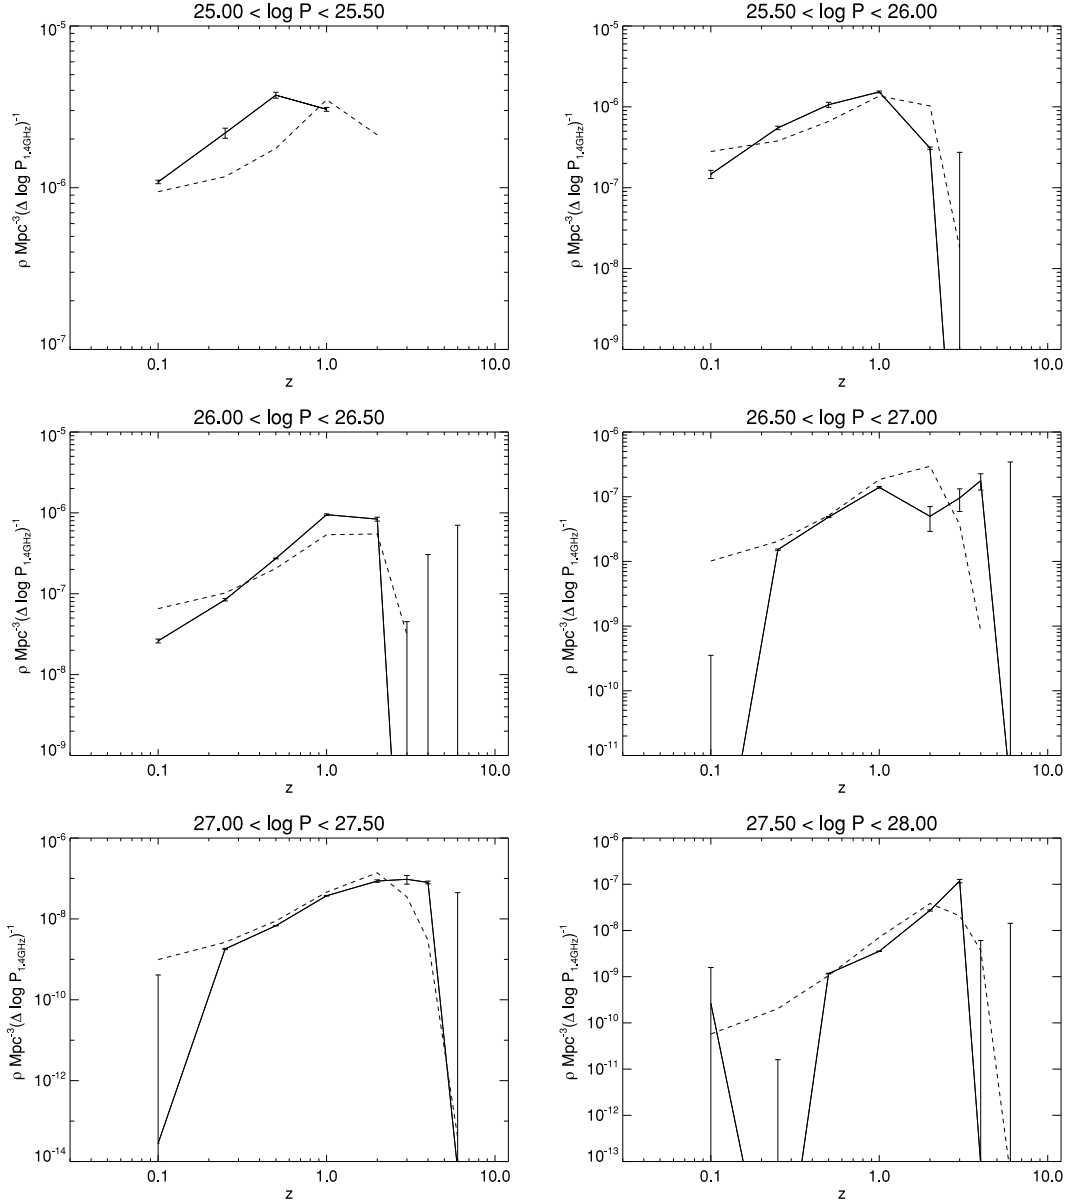 25.00 < log P < 25.50
10⁻⁵
10⁻⁶
10⁻⁷
ρ Mpc⁻³(Δ log P₁.₄GHz)⁻¹
0.1 1.0 10.0
z
25.50 < log P < 26.00
10⁻⁵
10⁻⁶
10⁻⁷
10⁻⁸
10⁻⁹
ρ Mpc⁻³(Δ log P₁.₄GHz)⁻¹
0.1 1.0 10.0
z
26.00 < log P < 26.50
10⁻⁵
10⁻⁶
10⁻⁷
10⁻⁸
10⁻⁹
ρ Mpc⁻³(Δ log P₁.₄GHz)⁻¹
0.1 1.0 10.0
z
26.50 < log P < 27.00
10⁻⁶
10⁻⁷
10⁻⁸
10⁻⁹
10⁻¹⁰
10⁻¹¹
ρ Mpc⁻³(Δ log P₁.₄GHz)⁻¹
0.1 1.0 10.0
z
27.00 < log P < 27.50
10⁻⁶
10⁻⁸
10⁻¹⁰
10⁻¹²
10⁻¹⁴
ρ Mpc⁻³(Δ log P₁.₄GHz)⁻¹
0.1 1.0 10.0
z
27.50 < log P < 28.00
10⁻⁶
10⁻⁷
10⁻⁸
10⁻⁹
10⁻¹⁰
10⁻¹¹
10⁻¹²
10⁻¹³
ρ Mpc⁻³(Δ log P₁.₄GHz)⁻¹
0.1 1.0 10.0
z